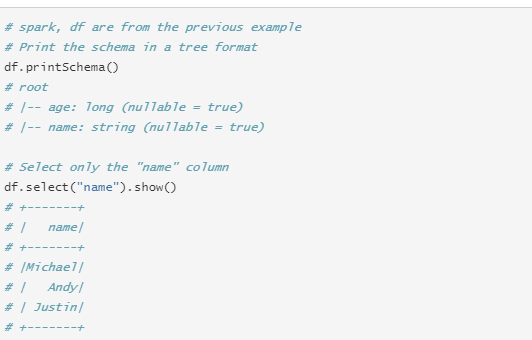 # spark, df are from the previous example
# Print the schema in a tree format
df.printSchema()
# root
# |-- age: long (nullable = true)
# |-- name: string (nullable = true)

# Select only the "name" column
df.select("name").show()
# +-------+
# |   name|
# +-------+
# |Michael|
# |   Andy|
# | Justin|
# +-------+